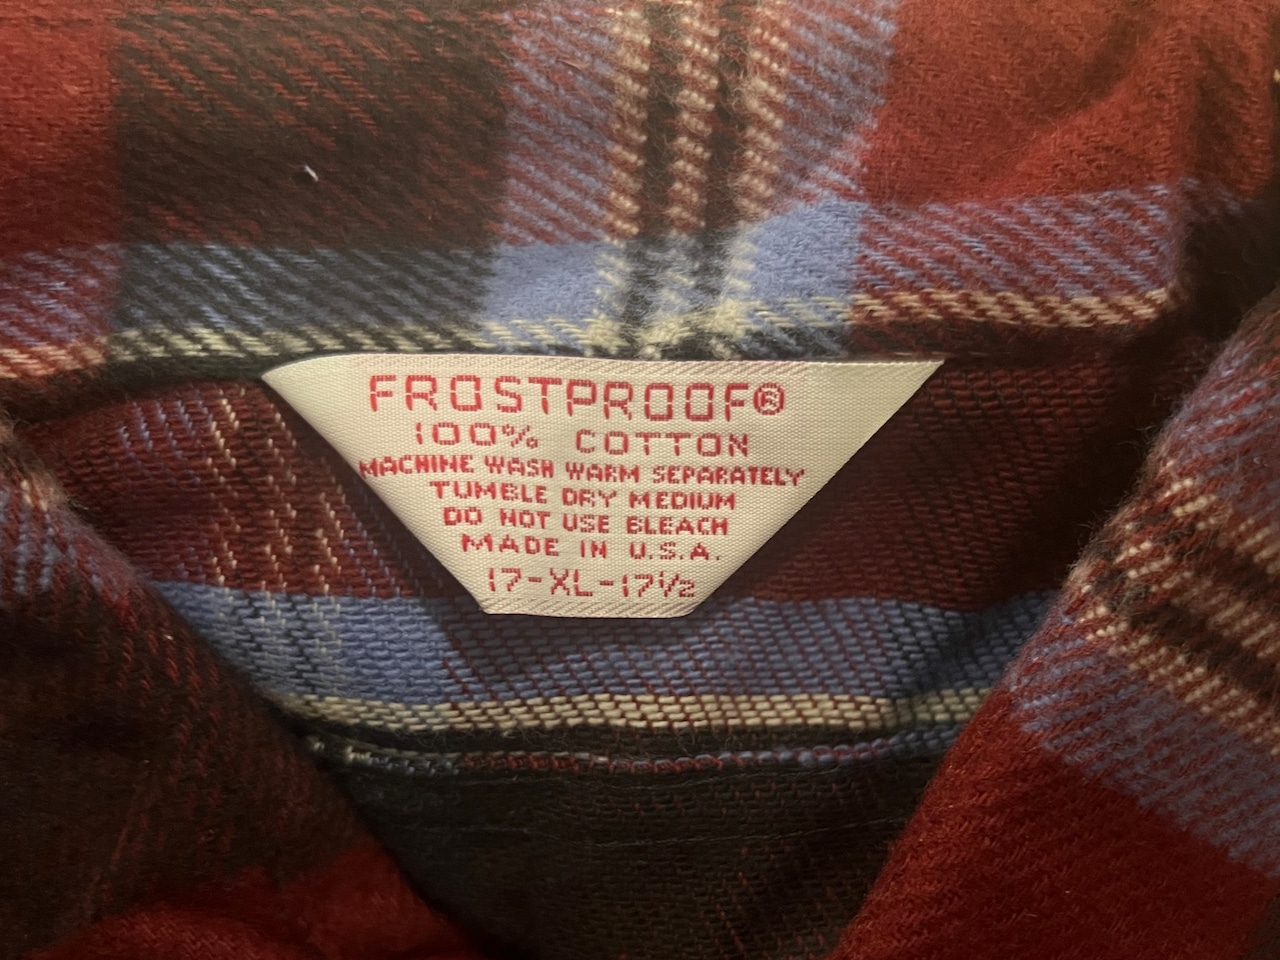 FROSTPROOF®
100% COTTON
MACHINE WASH WARM SEPARATELY
TUMBLE DRY MEDIUM
DO NOT USE BLEACH
MADE IN U.S.A.
17-XL-17½